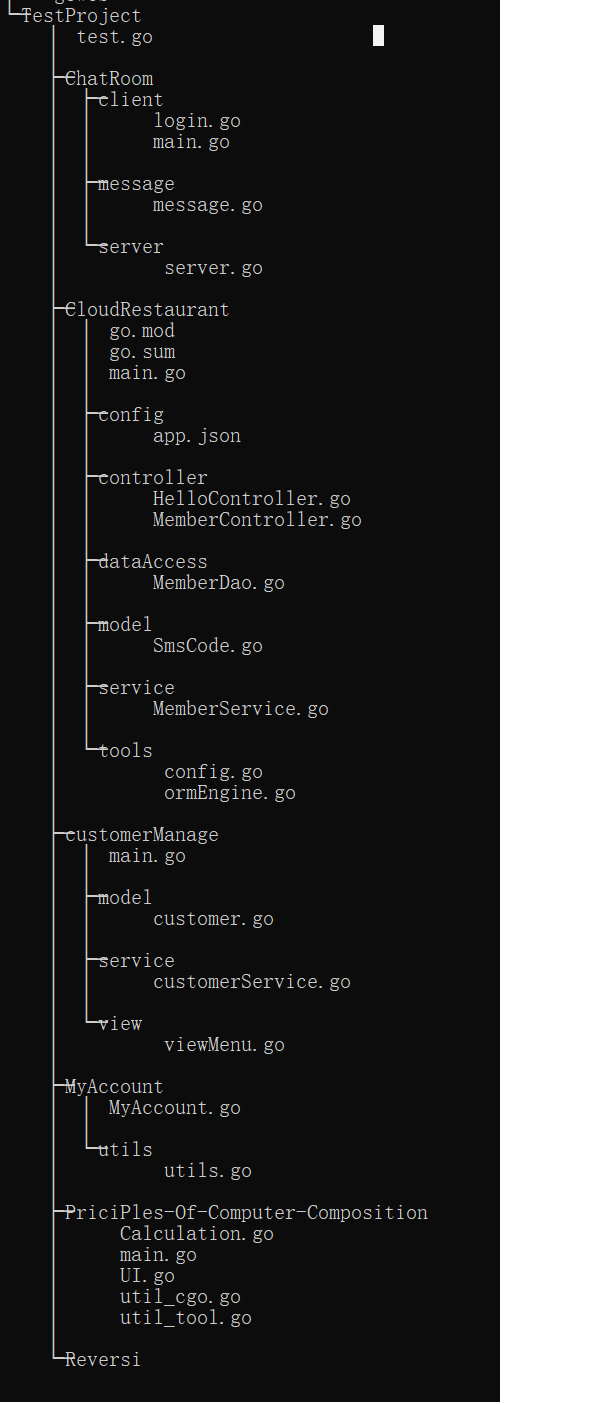 TestProject
test.go
ChatRoom
client
login.go
main.go
message
message.go
server
server.go
CloudRestaurant
go.mod
go.sum
main.go
config
app.json
controller
HelloController.go
MemberController.go
dataAccess
MemberDao.go
model
SmsCode.go
service
MemberService.go
tools
config.go
ormEngine.go
customerManage
main.go
model
customer.go
service
customerService.go
view
viewMenu.go
MyAccount
MyAccount.go
utils
utils.go
PriciPles-Of-Computer-Composition
Calculation.go
main.go
UI.go
util_cgo.go
util_tool.go
Reversi